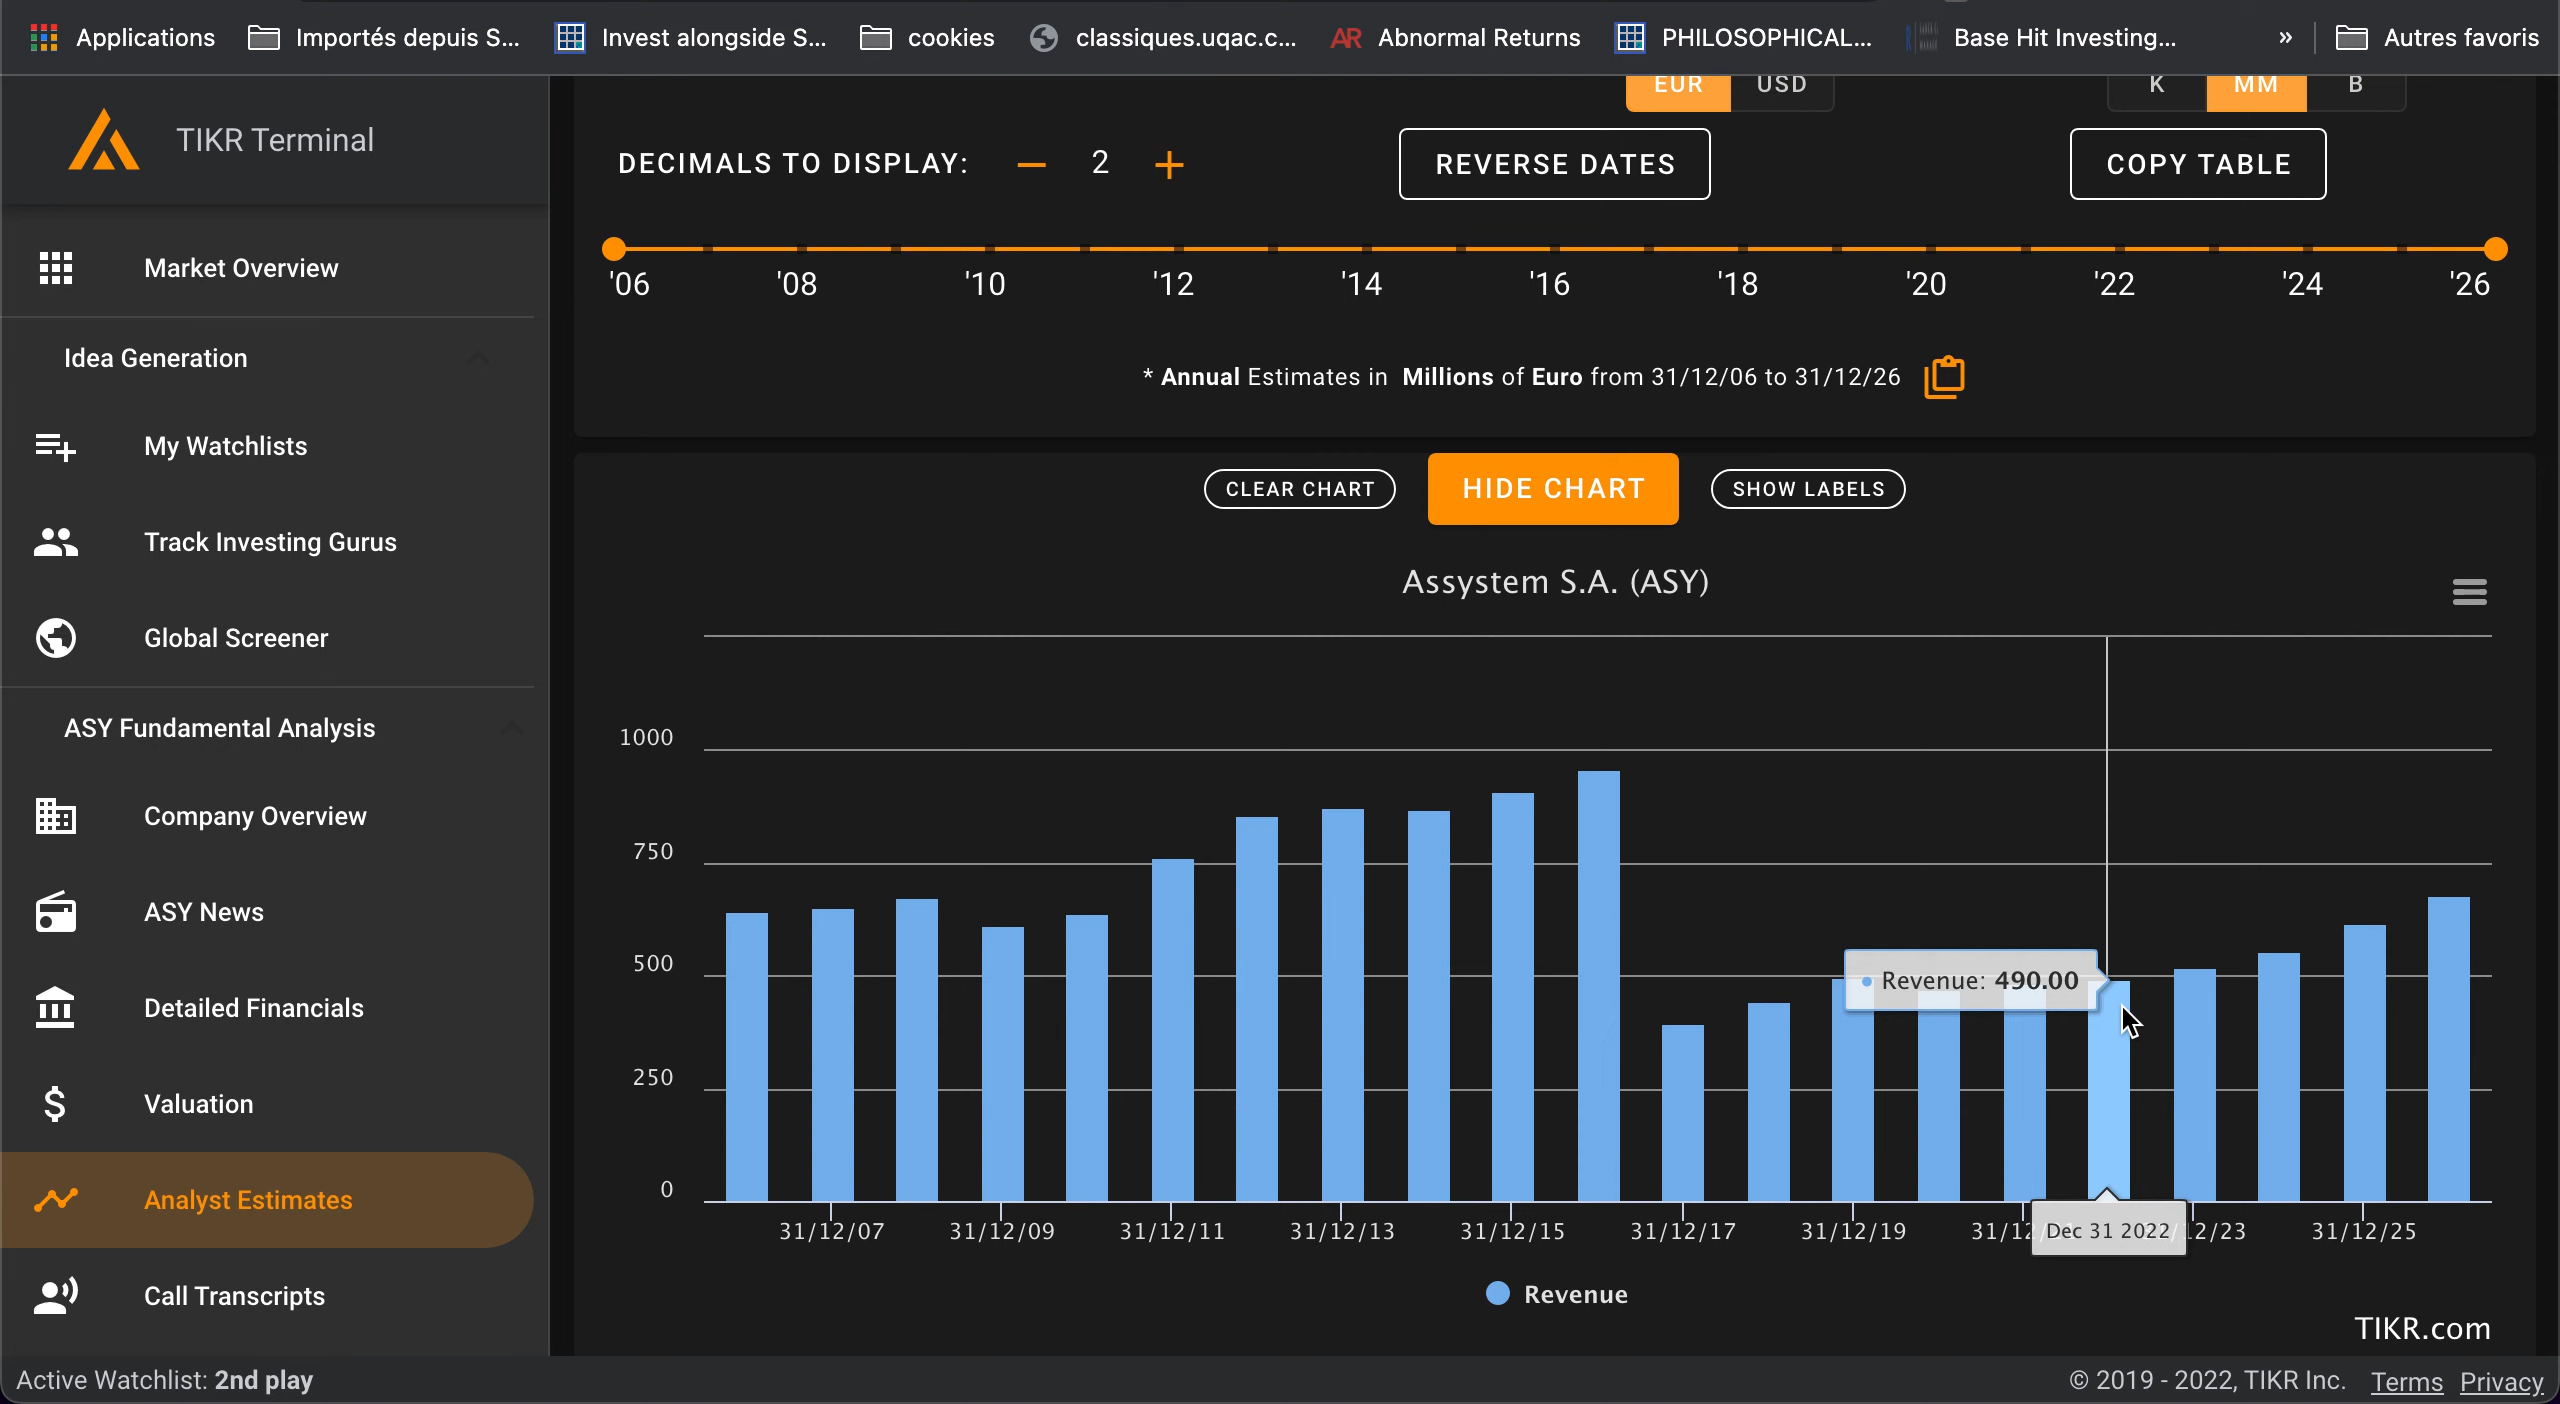 Applications
Importés depuis S...
Invest alongside S...
cookies
classiques.uqac.c...
AR Abnormal Returns
PHILOSOPHICAL...
Base Hit Investing...
»
Autres favoris
TIKR Terminal
Market Overview
Idea Generation
My Watchlists
Track Investing Gurus
Global Screener
ASY Fundamental Analysis
Company Overview
ASY News
Detailed Financials
Valuation
Analyst Estimates
Call Transcripts
EUR USD
K MM B
DECIMALS TO DISPLAY: − 2 +
REVERSE DATES
COPY TABLE
'06 '08 '10 '12 '14 '16 '18 '20 '22 '24 '26
* Annual Estimates in Millions of Euro from 31/12/06 to 31/12/26
CLEAR CHART
HIDE CHART
SHOW LABELS
Assystem S.A. (ASY)
1000
750
500
250
0
Revenue: 490.00
31/12/07 31/12/09 31/12/11 31/12/13 31/12/15 31/12/17 31/12/19 31/12 Dec 31 2022 /12/23 31/12/25
Revenue
TIKR.com
Active Watchlist: 2nd play
© 2019 - 2022, TIKR Inc. Terms Privacy